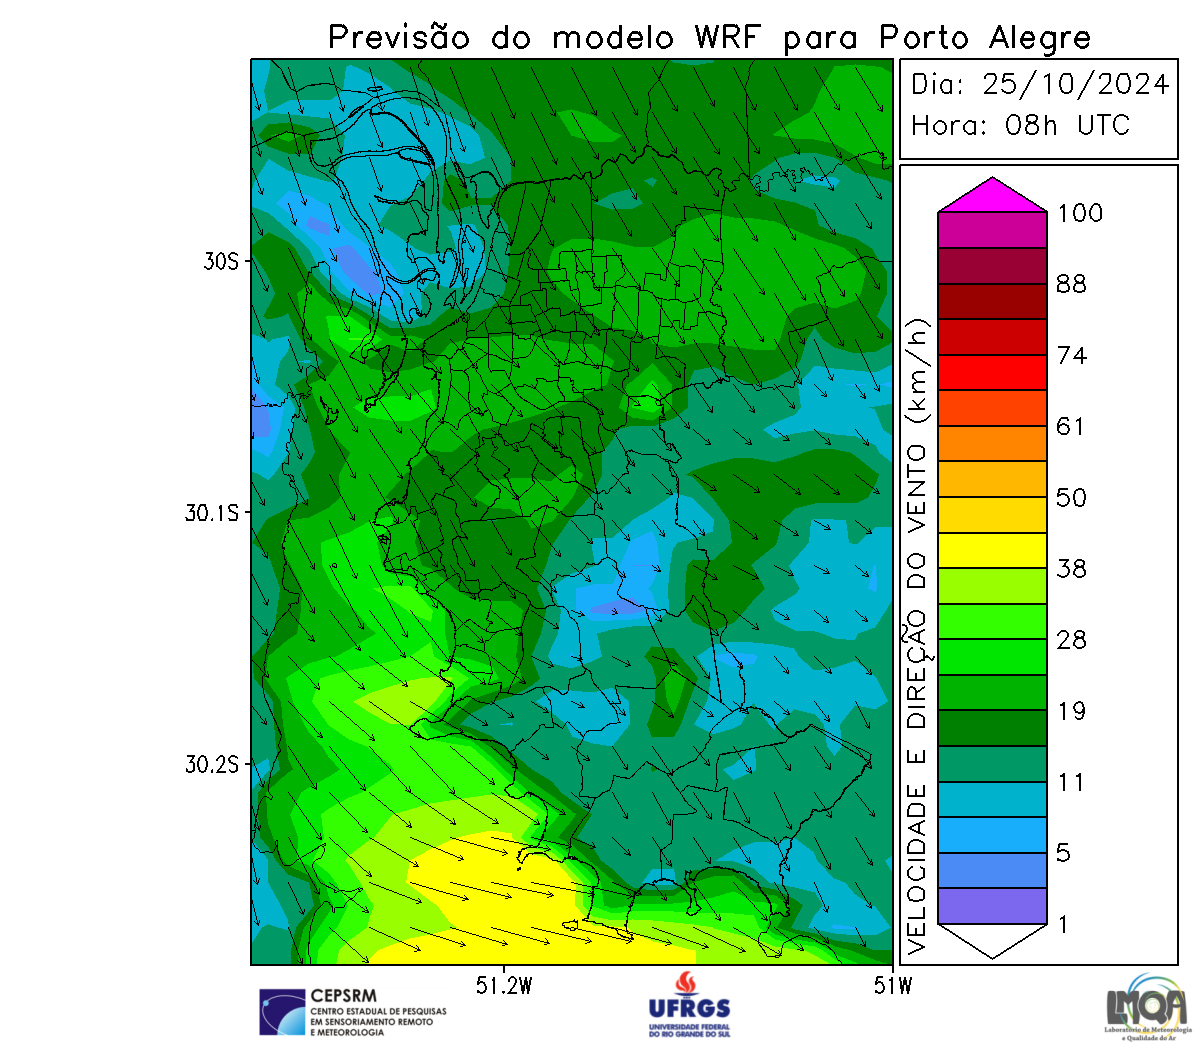 Previsão do modelo WRF para Porto Alegre
Dia: 25/10/2024
Hora: 08h UTC
100
88
74
61
50
38
28
19
11
5
1
VELOCIDADE E DIREÇÃO DO VENTO (km/h)
30S
30.1S
30.2S
51.2W
51W
CEPSRM
CENTRO ESTADUAL DE PESQUISAS
EM SENSORIAMENTO REMOTO
E METEOROLOGIA
UFRGS
UNIVERSIDADE FEDERAL
DO RIO GRANDE DO SUL
LMQA
Laboratório de Meteorologia
e Qualidade do Ar